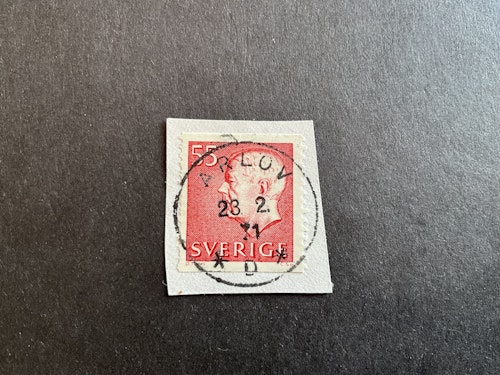 55
ARLÖV
23 2.
71
SVERIGE
* D *